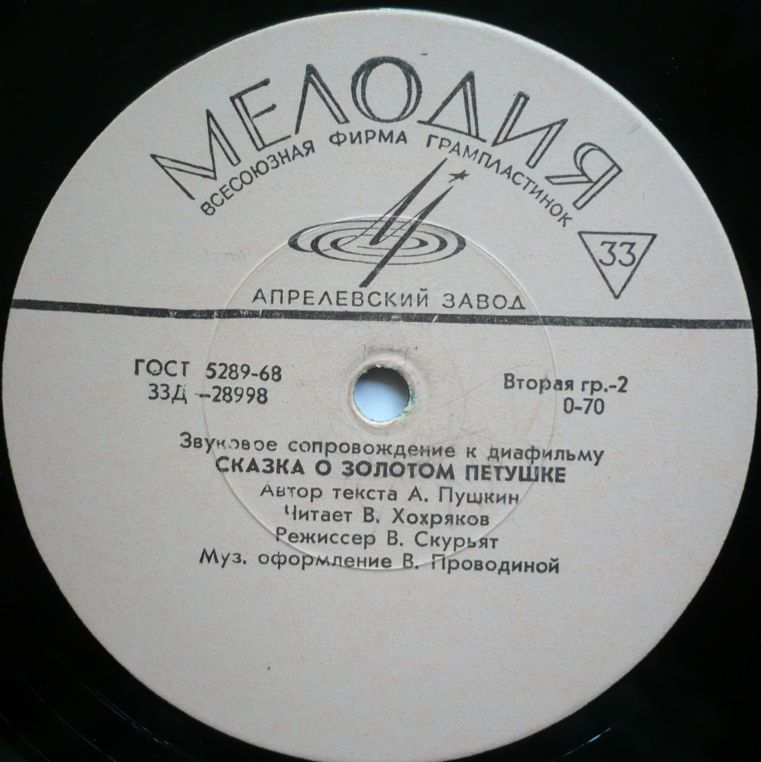 МЕЛОДИЯ
ВСЕСОЮЗНАЯ ФИРМА ГРАМПЛАСТИНОК
33
АПРЕЛЕВСКИЙ ЗАВОД
ГОСТ 5289-68
Вторая гр.-2
33Д—28998
0-70
Звуковое сопровождение к диафильму
СКАЗКА О ЗОЛОТОМ ПЕТУШКЕ
Автор текста А. Пушкин
Читает В. Хохряков
Режиссер В. Скурьят
Муз. оформление В. Проводиной